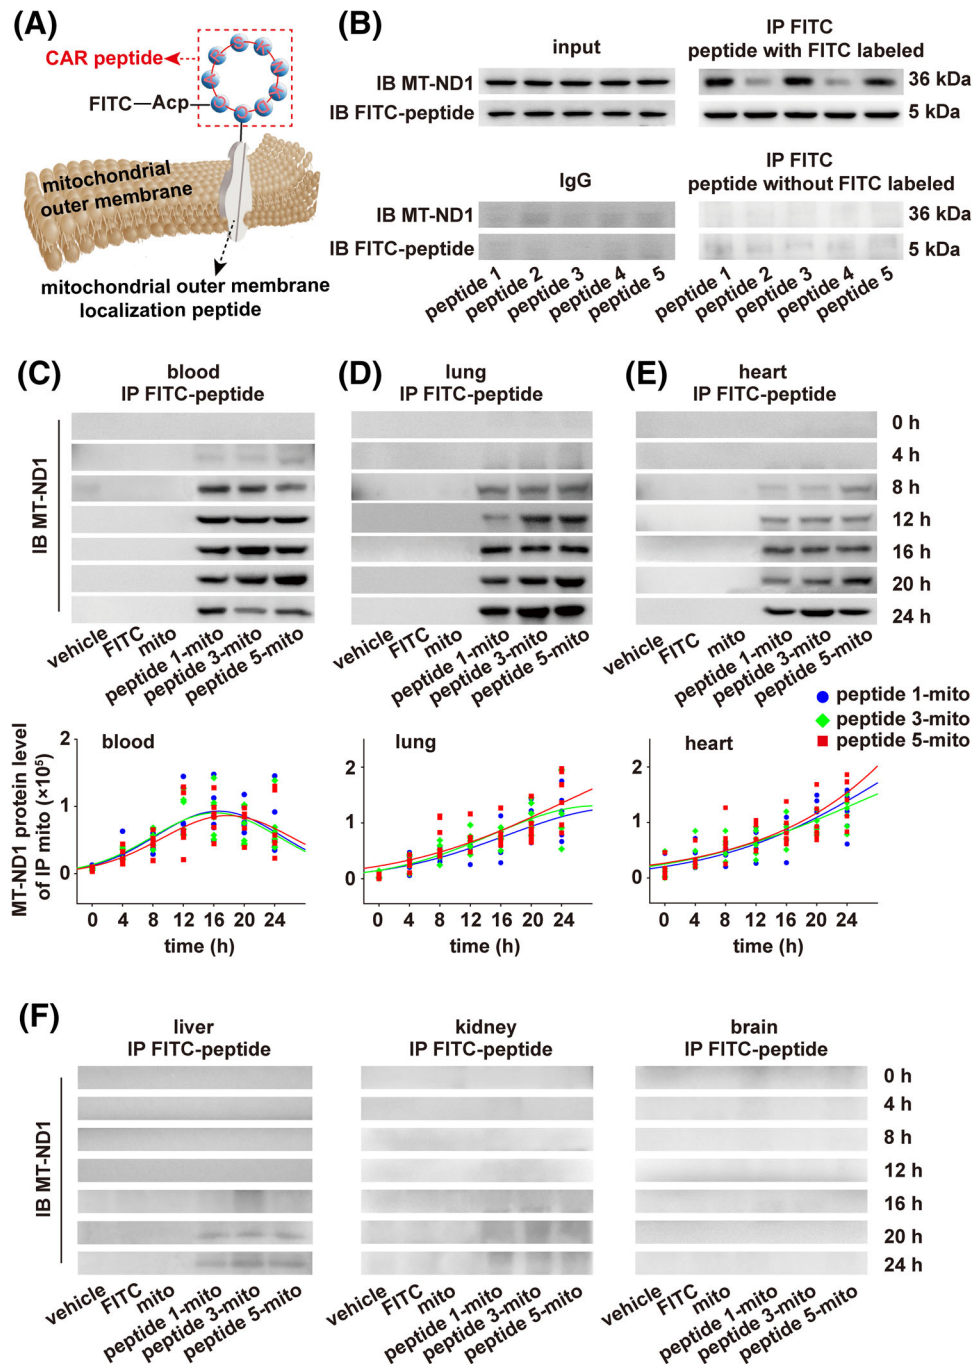 (A)
CAR peptide
FITC—Acp
mitochondrial
outer membrane
mitochondrial outer membrane
localization peptide
(B)
input
IP FITC
peptide with FITC labeled
IB MT-ND1
36 kDa
IB FITC-peptide
5 kDa
IgG
IP FITC
peptide without FITC labeled
IB MT-ND1
36 kDa
IB FITC-peptide
5 kDa
peptide 1
peptide 2
peptide 3
peptide 4
peptide 5
peptide 1
peptide 2
peptide 3
peptide 4
peptide 5
(C)
blood
IP FITC-peptide
(D)
lung
IP FITC-peptide
(E)
heart
IP FITC-peptide
IB MT-ND1
0 h
4 h
8 h
12 h
16 h
20 h
24 h
vehicle
FITC
mito
peptide 1-mito
peptide 3-mito
peptide 5-mito
vehicle
FITC
mito
peptide 1-mito
peptide 3-mito
peptide 5-mito
vehicle
FITC
mito
peptide 1-mito
peptide 3-mito
peptide 5-mito
peptide 1-mito
peptide 3-mito
peptide 5-mito
MT-ND1 protein level
of IP mito (×10⁵)
blood
2
1
0
0 4 8 12 16 20 24
time (h)
lung
2
1
0
0 4 8 12 16 20 24
time (h)
heart
2
1
0
0 4 8 12 16 20 24
time (h)
(F)
liver
IP FITC-peptide
kidney
IP FITC-peptide
brain
IP FITC-peptide
IB MT-ND1
0 h
4 h
8 h
12 h
16 h
20 h
24 h
vehicle
FITC
mito
peptide 1-mito
peptide 3-mito
peptide 5-mito
vehicle
FITC
mito
peptide 1-mito
peptide 3-mito
peptide 5-mito
vehicle
FITC
mito
peptide 1-mito
peptide 3-mito
peptide 5-mito